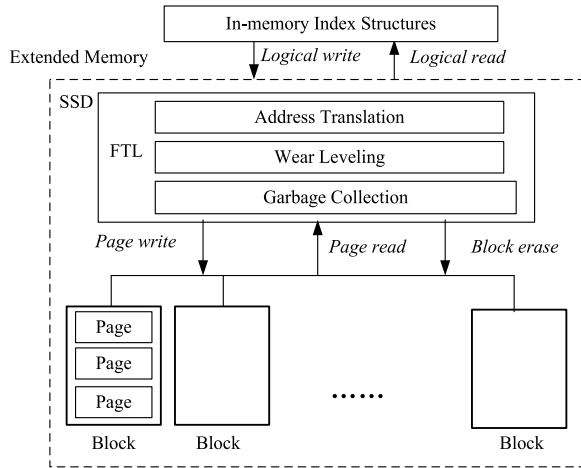 In-memory Index Structures
Extended Memory
Logical write
Logical read
SSD
Address Translation
FTL
Wear Leveling
Garbage Collection
Page write
Page read
Block erase
Page
Page
Page
......
Block
Block
Block